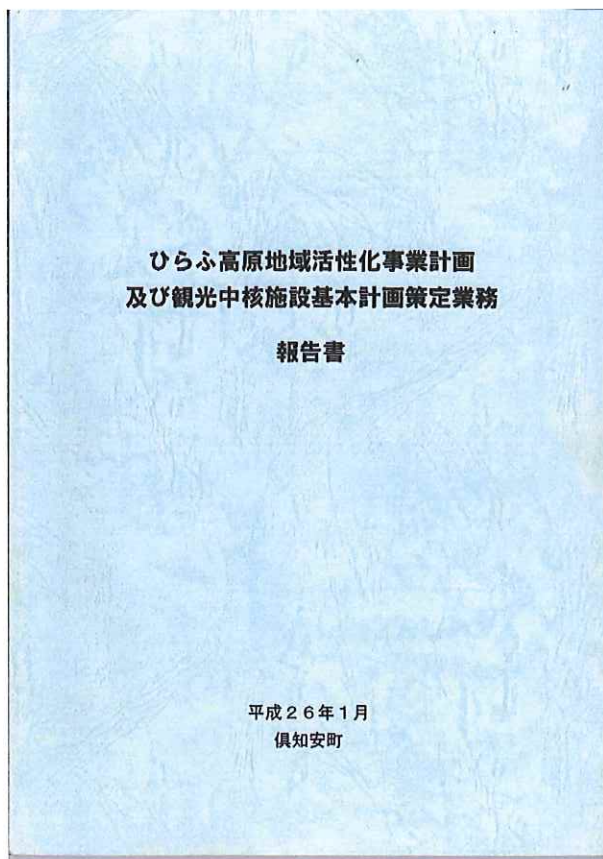 ひらふ高原地域活性化事業計画
及び観光中核施設基本計画策定業務
報告書
平成２６年１月
倶知安町